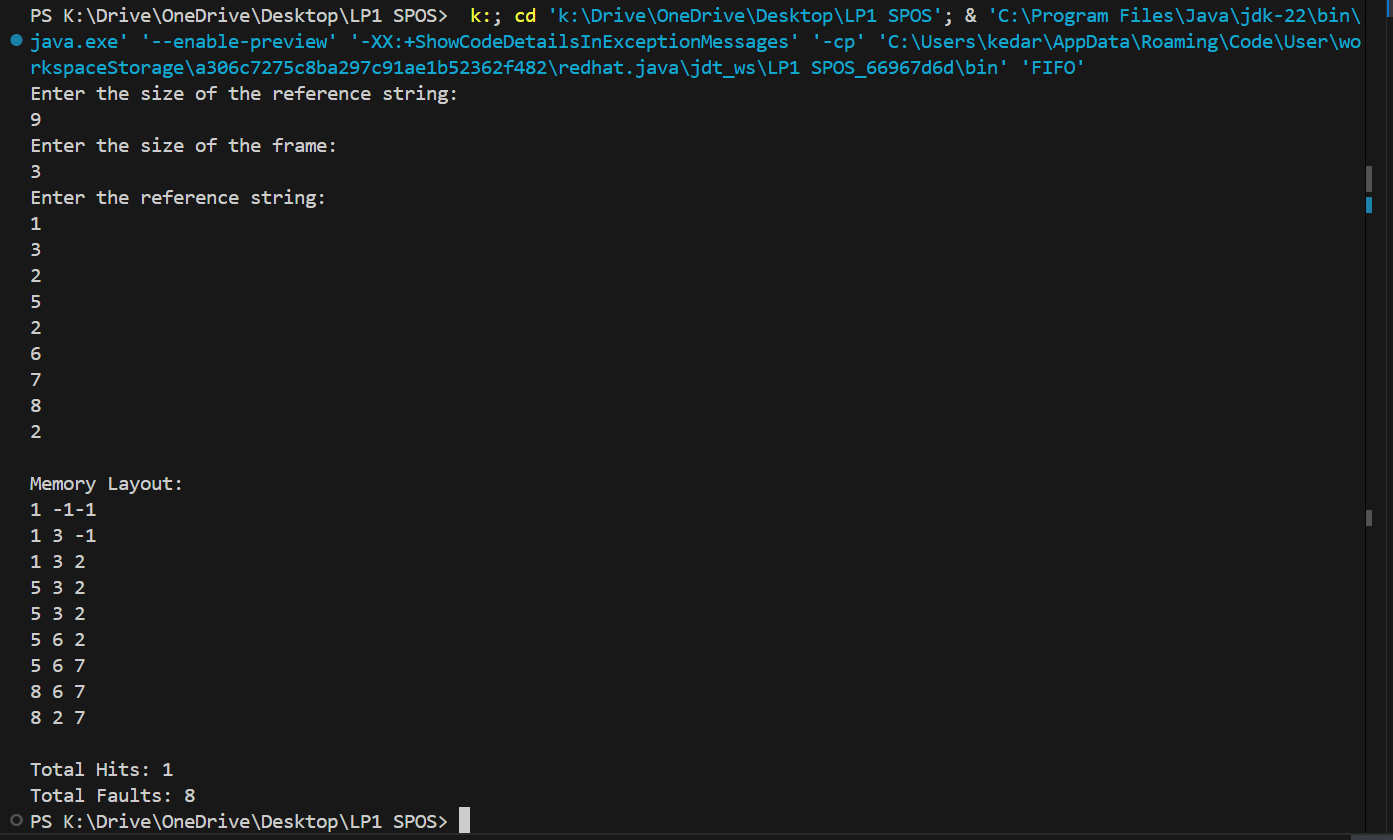 PS K:\Drive\OneDrive\Desktop\LP1 SPOS>  k:; cd 'k:\Drive\OneDrive\Desktop\LP1 SPOS'; & 'C:\Program Files\Java\jdk-22\bin\
java.exe' '--enable-preview' '-XX:+ShowCodeDetailsInExceptionMessages' '-cp' 'C:\Users\kedar\AppData\Roaming\Code\User\wo
rkspaceStorage\a306c7275c8ba297c91ae1b52362f482\redhat.java\jdt_ws\LP1 SPOS_66967d6d\bin' 'FIFO'
Enter the size of the reference string:
9
Enter the size of the frame:
3
Enter the reference string:
1
3
2
5
2
6
7
8
2

Memory Layout:
1 -1-1
1 3 -1
1 3 2
5 3 2
5 3 2
5 6 2
5 6 7
8 6 7
8 2 7

Total Hits: 1
Total Faults: 8
PS K:\Drive\OneDrive\Desktop\LP1 SPOS>